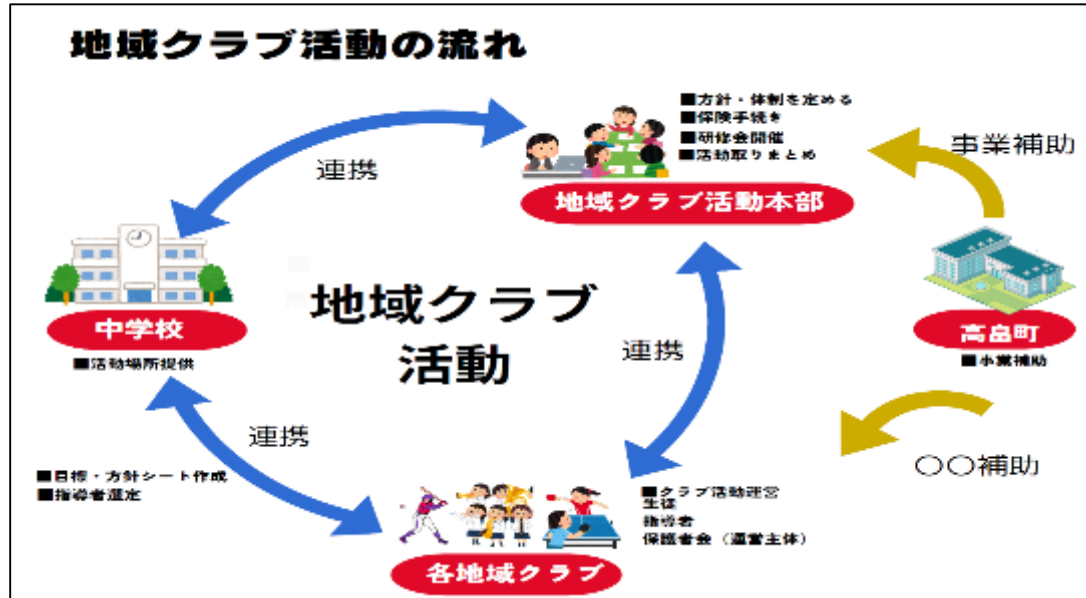 地域クラブ活動の流れ
■方針・体制を定める
■保険手続き
■研修会開催
■活動取りまとめ
事業補助
連携
地域クラブ活動本部
中学校
■活動場所提供
地域クラブ
活動
連携
高畠町
■事業補助
連携
〇〇補助
■目標・方針シート作成
■指導者選定
■クラブ活動運営
生徒
指導者
保護者会（運営主体）
各地域クラブ